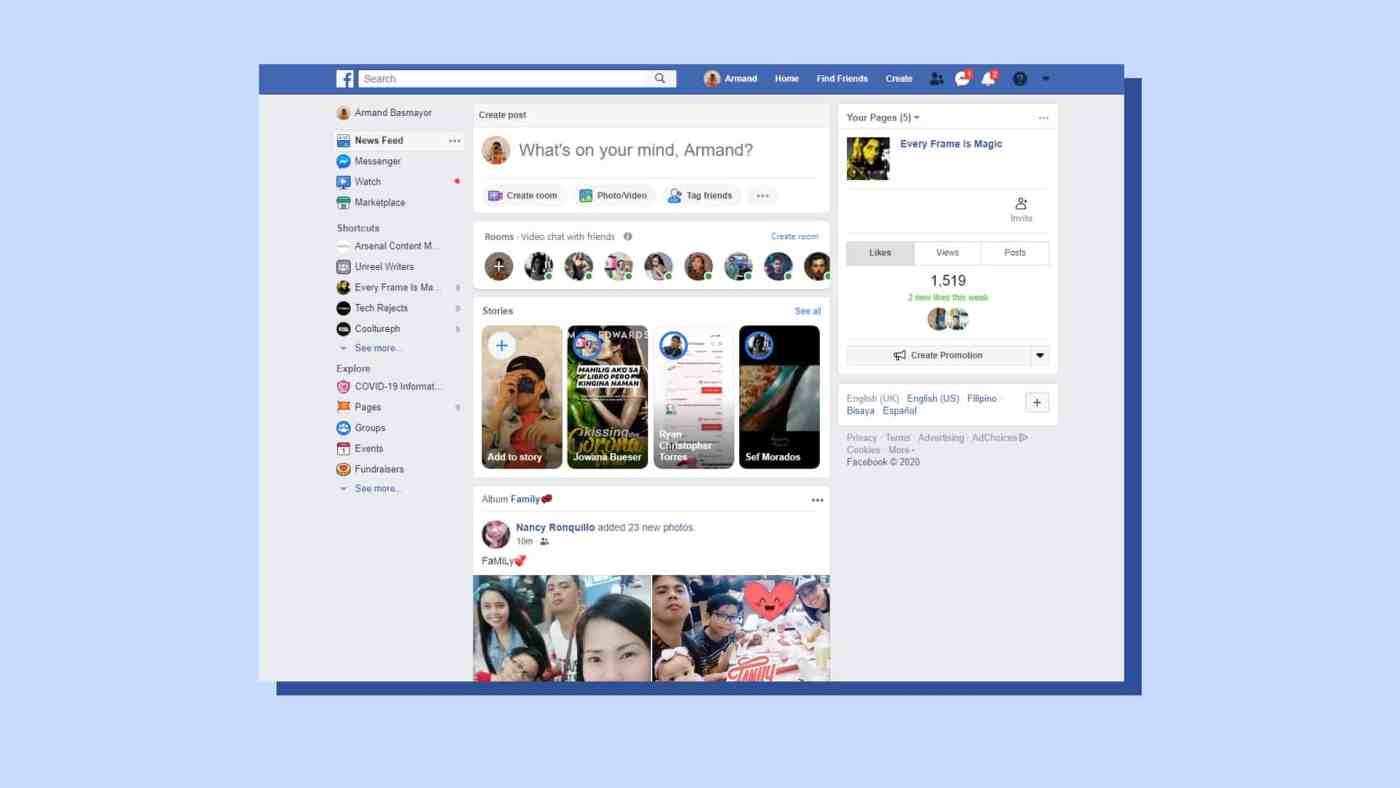 Search
Armand
Home
Find Friends
Create
Armand Basmayor
News Feed
Messenger
Watch
Marketplace
Shortcuts
Arsenal Content M...
Unreel Writers
Every Frame Is Ma...
Tech Rejects
Cooltureph
See more...
Explore
COVID-19 Informat...
Pages
Groups
Events
Fundraisers
See more...
Create post
What's on your mind, Armand?
Create room
Photo/Video
Tag friends
Rooms · Video chat with friends
Create room
Stories
See all
Add to story
EDWARDS
MAHILIG AKO SA
LIBRO PERO
KINGINA NAMAN
kissing the
Corona
Jowana Bueser
Ryan
Christopher
Torres
Sef Morados
Album Family
Nancy Ronquillo added 23 new photos.
10m ·
FaMiLy
FAMILY
Your Pages (5)
Every Frame is Magic
Invite
Likes
Views
Posts
1,519
2 new likes this week
Create Promotion
English (UK) · English (US) · Filipino ·
Bisaya · Español
Privacy · Terms · Advertising · AdChoices
Cookies · More
Facebook © 2020